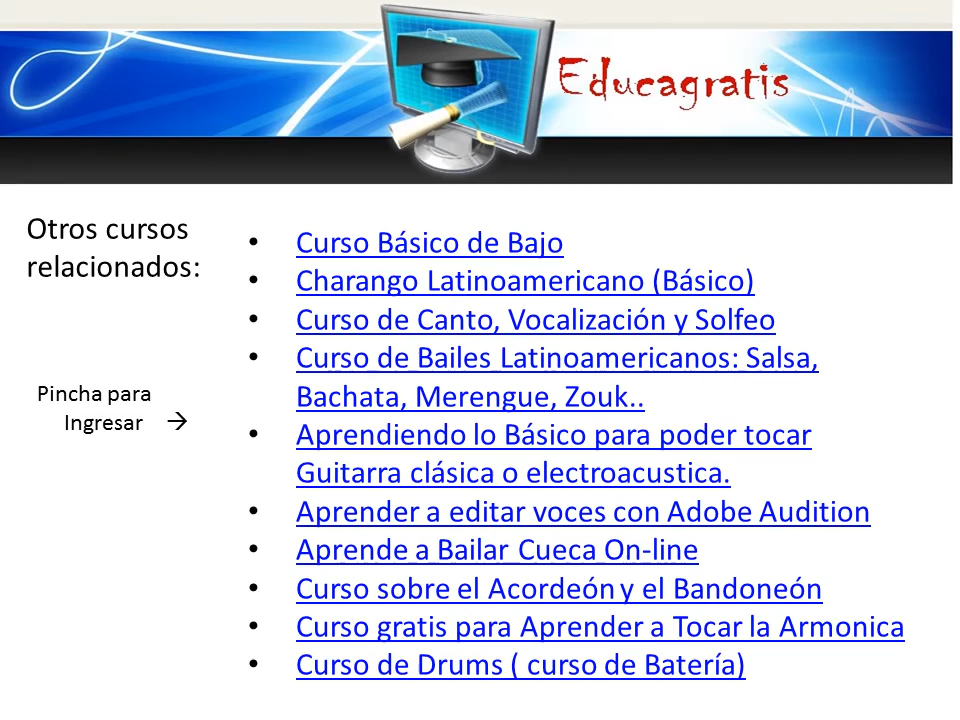 Educagratis
Otros cursos
relacionados:
Pincha para
Ingresar →
• Curso Básico de Bajo
• Charango Latinoamericano (Básico)
• Curso de Canto, Vocalización y Solfeo
• Curso de Bailes Latinoamericanos: Salsa,
Bachata, Merengue, Zouk..
• Aprendiendo lo Básico para poder tocar
Guitarra clásica o electroacustica.
• Aprender a editar voces con Adobe Audition
• Aprende a Bailar Cueca On-line
• Curso sobre el Acordeón y el Bandoneón
• Curso gratis para Aprender a Tocar la Armonica
• Curso de Drums ( curso de Batería)